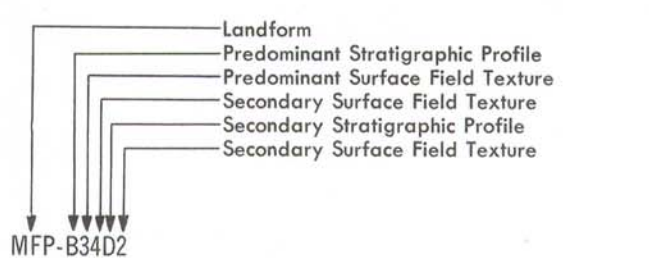 Landform
Predominant Stratigraphic Profile
Predominant Surface Field Texture
Secondary Surface Field Texture
Secondary Stratigraphic Profile
Secondary Surface Field Texture
MFP-B34D2